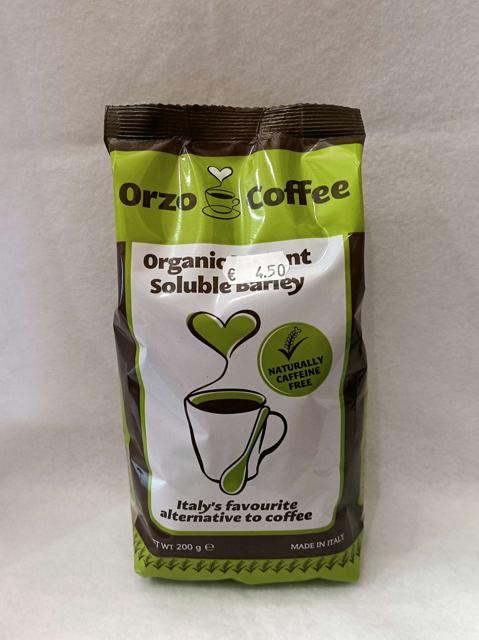 Orzo Coffee
Organic
€ 4.50
Soluble Barley
NATURALLY
CAFFEINE
FREE
Italy's favourite
alternative to coffee
WT 200 g ℮
MADE IN ITALY